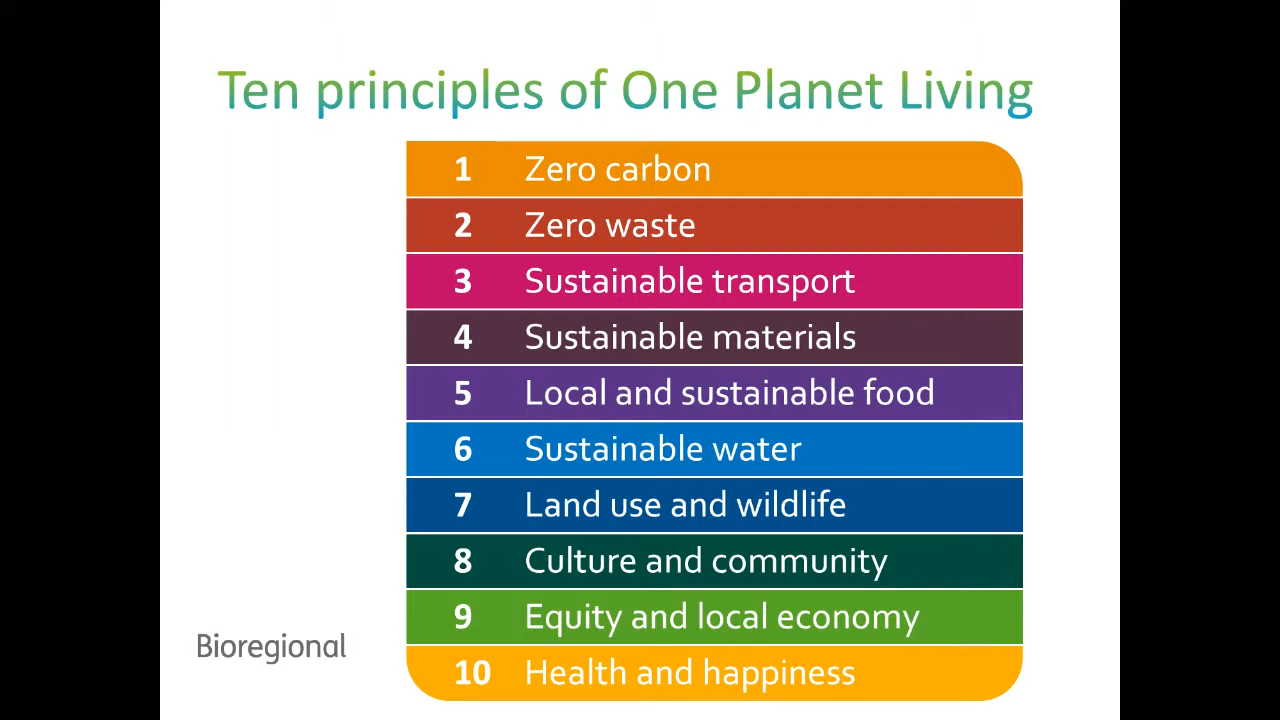 Ten principles of One Planet Living
1 Zero carbon
2 Zero waste
3 Sustainable transport
4 Sustainable materials
5 Local and sustainable food
6 Sustainable water
7 Land use and wildlife
8 Culture and community
9 Equity and local economy
10 Health and happiness
Bioregional